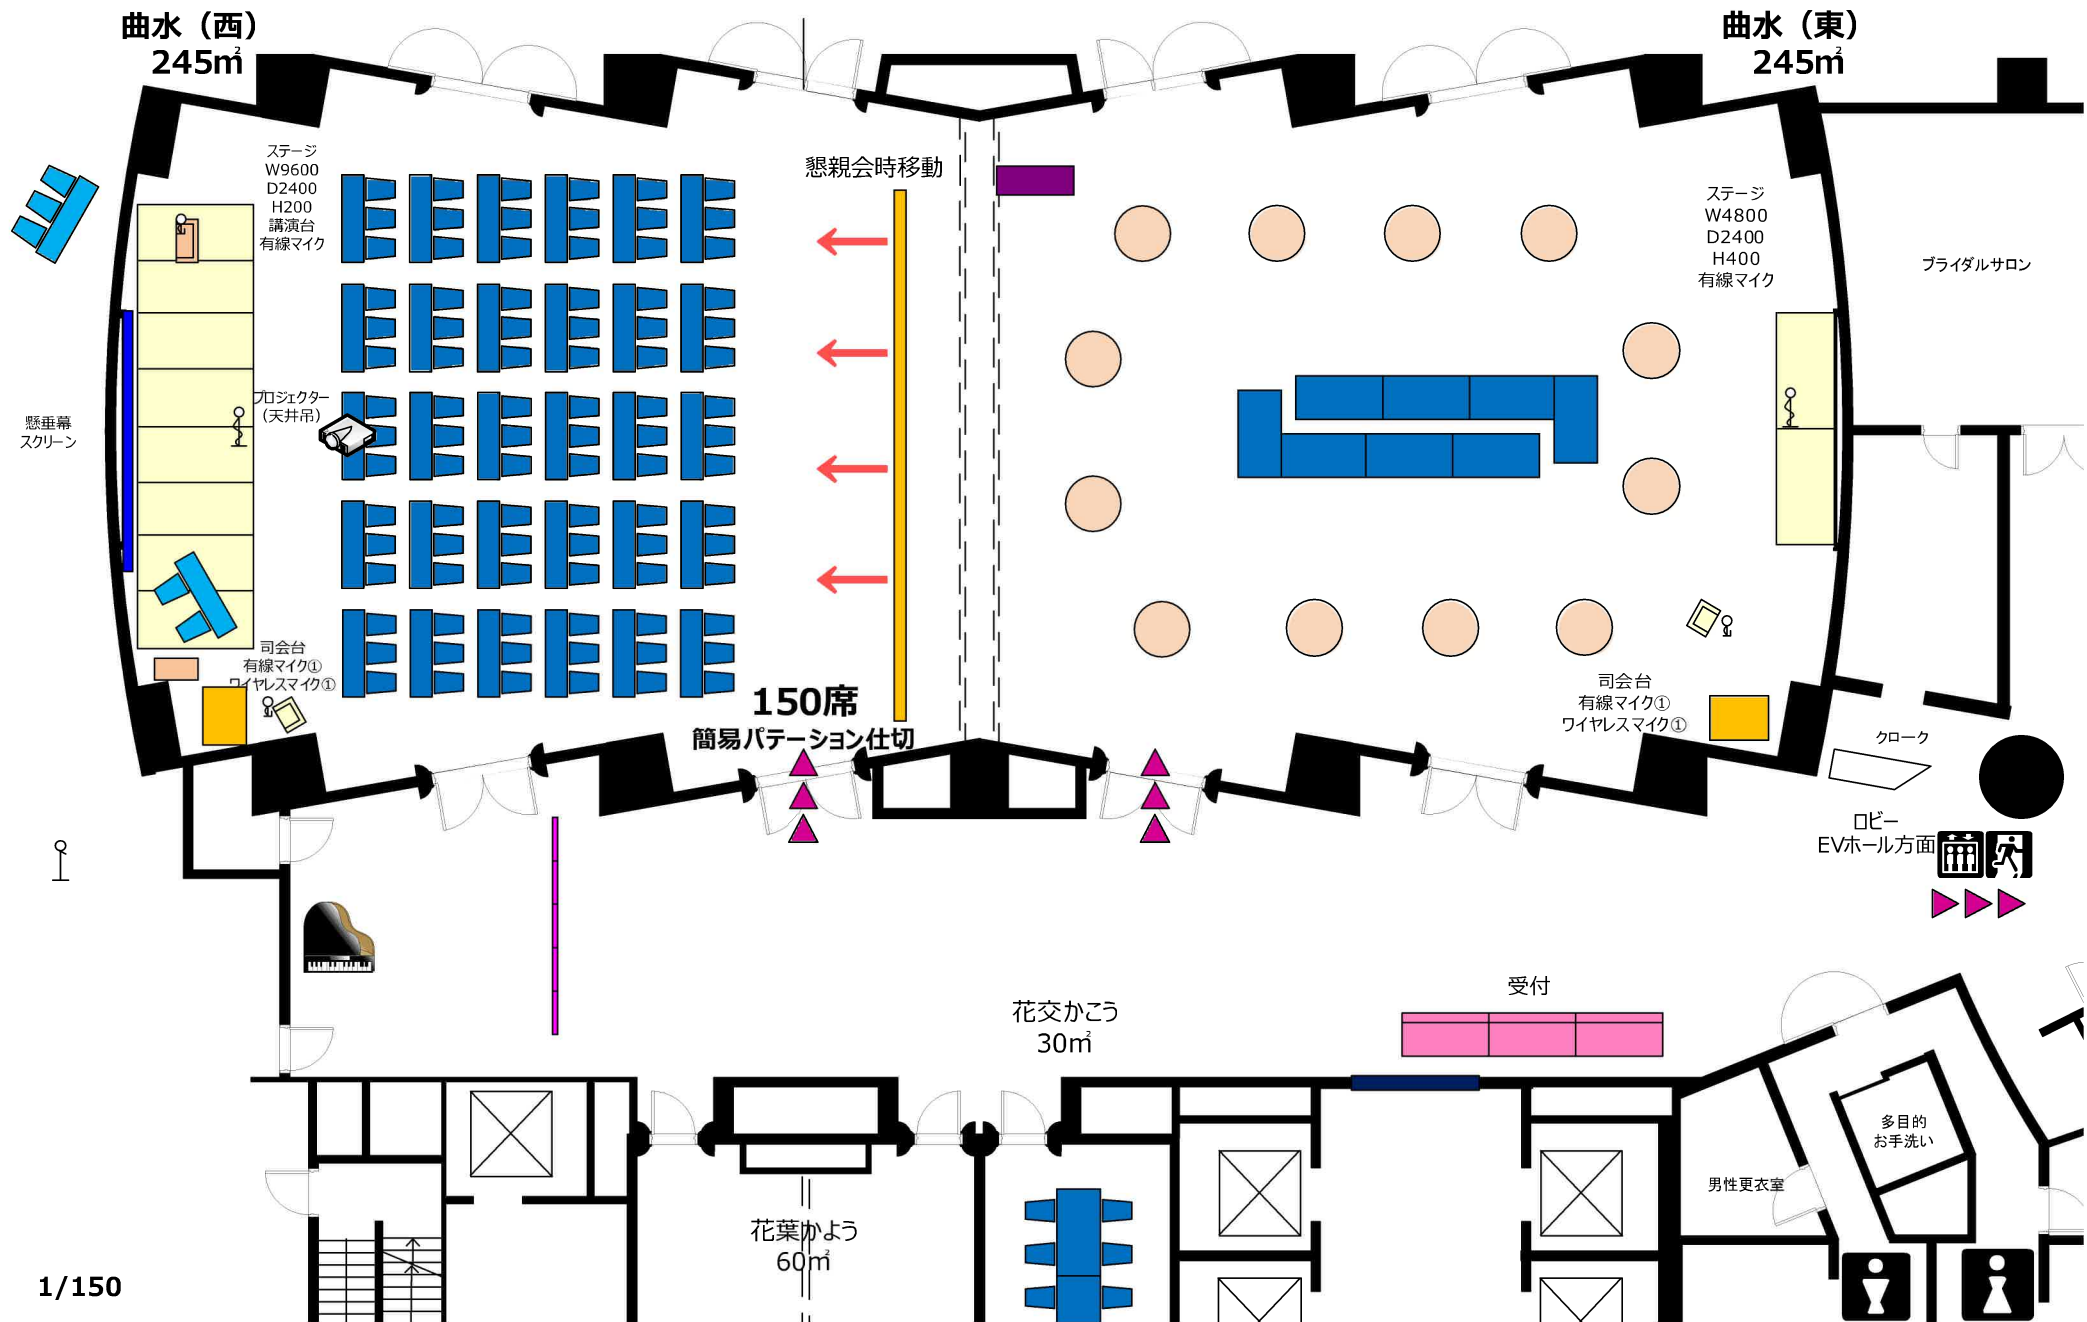 曲水（西）
245㎡
曲水（東）
245㎡
ステージ
W9600
D2400
H200
講演台
有線マイク
懇親会時移動
ステージ
W4800
D2400
H400
有線マイク
ブライダルサロン
プロジェクター
（天井吊）
懸垂幕
スクリーン
司会台
有線マイク①
ワイヤレスマイク①
150席
簡易パテーション仕切
司会台
有線マイク①
ワイヤレスマイク①
クローク
ロビー
EVホール方面
受付
花交かこう
30㎡
多目的
お手洗い
男性更衣室
花葉かよう
60㎡
1/150